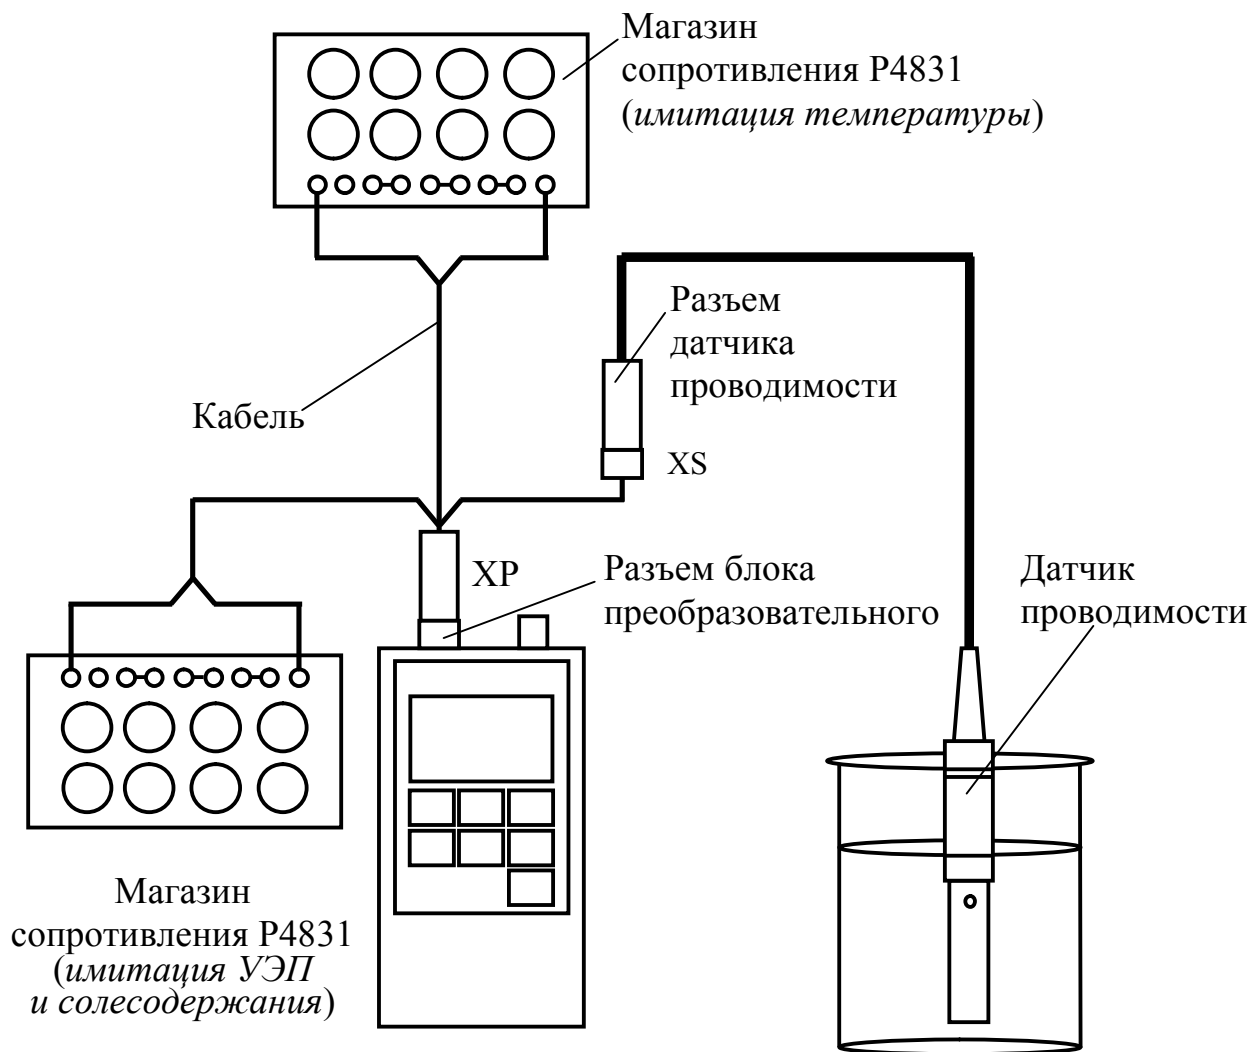 Магазин
сопротивления Р4831
(имитация температуры)
Разъем
датчика
проводимости
Кабель
XS
XP
Разъем блока
преобразовательного
Датчик
проводимости
Магазин
сопротивления Р4831
(имитация УЭП
и солесодержания)